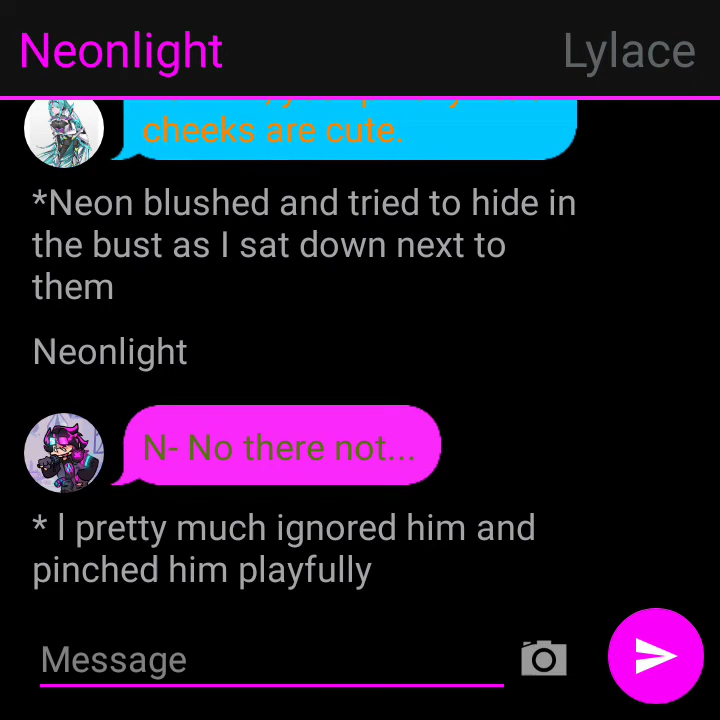 Neonlight
Lylace
cheeks are cute.
*Neon blushed and tried to hide in
the bust as I sat down next to
them
Neonlight
N- No there not...
* I pretty much ignored him and
pinched him playfully
Message